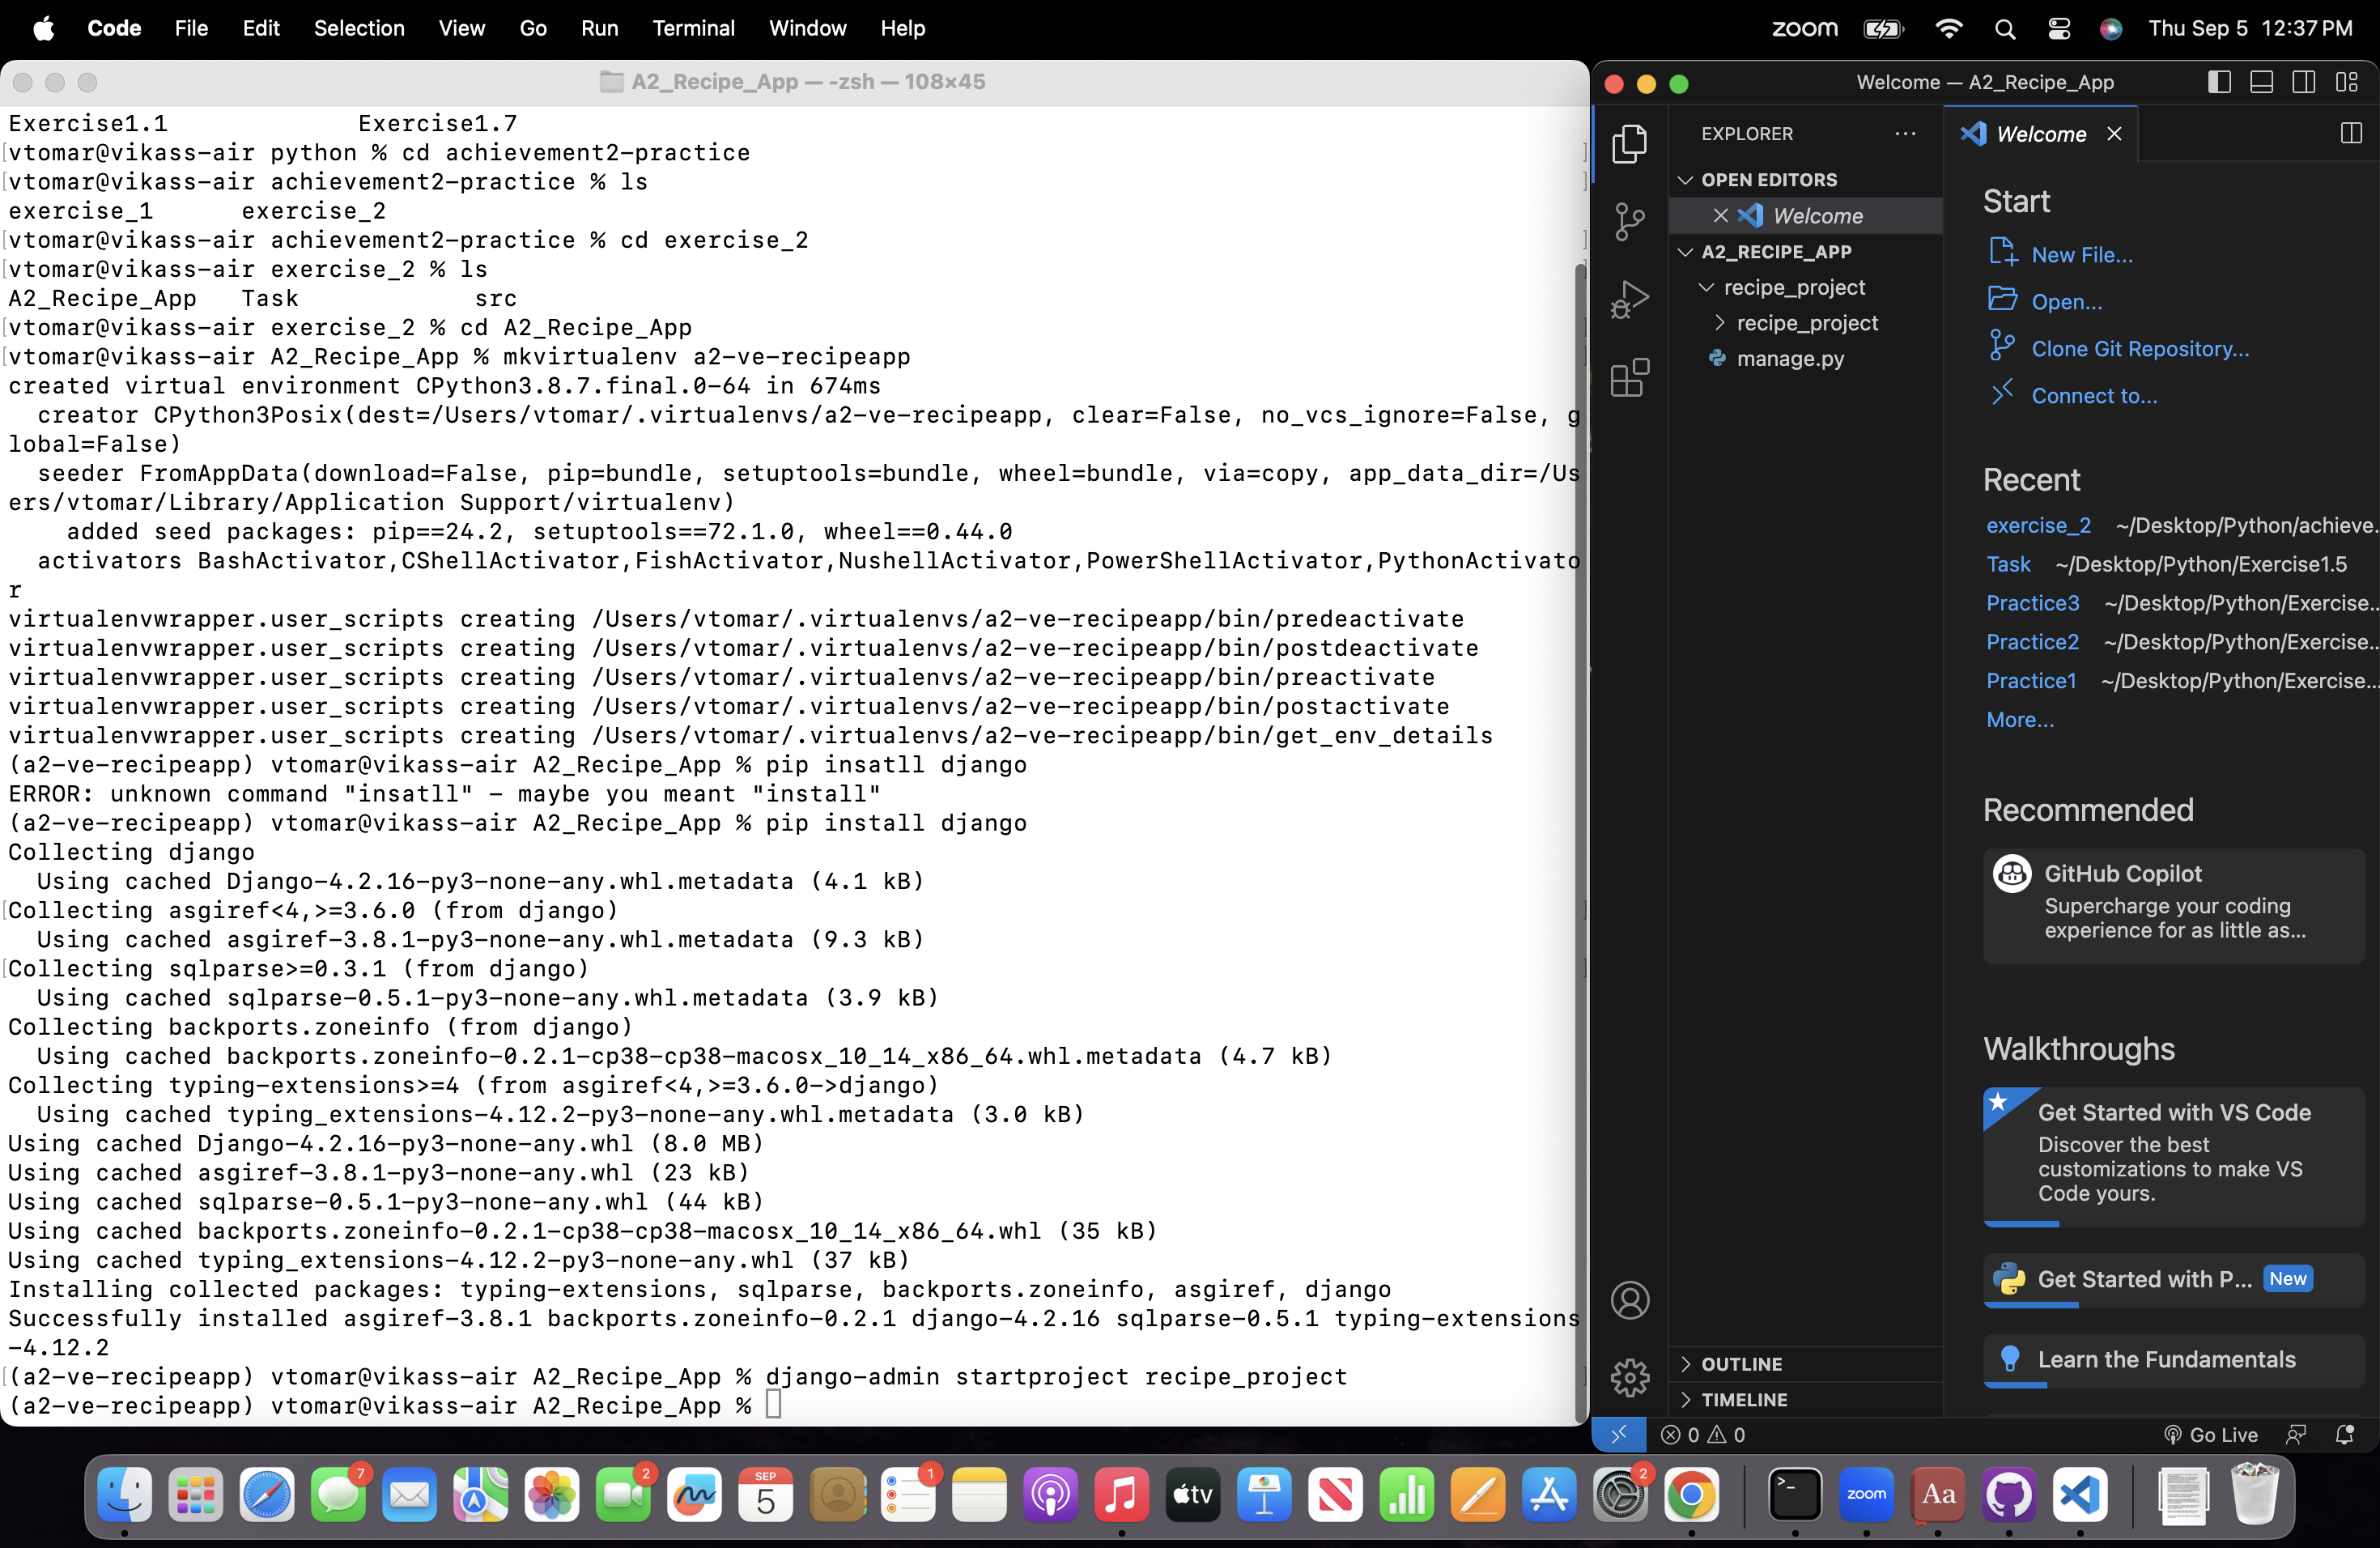 Code File Edit Selection View Go Run Terminal Window Help
zoom Thu Sep 5 12:37 PM
A2_Recipe_App — -zsh — 108×45
Exercise1.1 Exercise1.7
vtomar@vikass-air python % cd achievement2-practice
vtomar@vikass-air achievement2-practice % ls
exercise_1 exercise_2
vtomar@vikass-air achievement2-practice % cd exercise_2
vtomar@vikass-air exercise_2 % ls
A2_Recipe_App Task src
vtomar@vikass-air exercise_2 % cd A2_Recipe_App
vtomar@vikass-air A2_Recipe_App % mkvirtualenv a2-ve-recipeapp
created virtual environment CPython3.8.7.final.0-64 in 674ms
creator CPython3Posix(dest=/Users/vtomar/.virtualenvs/a2-ve-recipeapp, clear=False, no_vcs_ignore=False, g
lobal=False)
seeder FromAppData(download=False, pip=bundle, setuptools=bundle, wheel=bundle, via=copy, app_data_dir=/Us
ers/vtomar/Library/Application Support/virtualenv)
added seed packages: pip==24.2, setuptools==72.1.0, wheel==0.44.0
activators BashActivator,CShellActivator,FishActivator,NushellActivator,PowerShellActivator,PythonActivato
r
virtualenvwrapper.user_scripts creating /Users/vtomar/.virtualenvs/a2-ve-recipeapp/bin/predeactivate
virtualenvwrapper.user_scripts creating /Users/vtomar/.virtualenvs/a2-ve-recipeapp/bin/postdeactivate
virtualenvwrapper.user_scripts creating /Users/vtomar/.virtualenvs/a2-ve-recipeapp/bin/preactivate
virtualenvwrapper.user_scripts creating /Users/vtomar/.virtualenvs/a2-ve-recipeapp/bin/postactivate
virtualenvwrapper.user_scripts creating /Users/vtomar/.virtualenvs/a2-ve-recipeapp/bin/get_env_details
(a2-ve-recipeapp) vtomar@vikass-air A2_Recipe_App % pip insatll django
ERROR: unknown command "insatll" - maybe you meant "install"
(a2-ve-recipeapp) vtomar@vikass-air A2_Recipe_App % pip install django
Collecting django
Using cached Django-4.2.16-py3-none-any.whl.metadata (4.1 kB)
Collecting asgiref<4,>=3.6.0 (from django)
Using cached asgiref-3.8.1-py3-none-any.whl.metadata (9.3 kB)
Collecting sqlparse>=0.3.1 (from django)
Using cached sqlparse-0.5.1-py3-none-any.whl.metadata (3.9 kB)
Collecting backports.zoneinfo (from django)
Using cached backports.zoneinfo-0.2.1-cp38-cp38-macosx_10_14_x86_64.whl.metadata (4.7 kB)
Collecting typing-extensions>=4 (from asgiref<4,>=3.6.0->django)
Using cached typing_extensions-4.12.2-py3-none-any.whl.metadata (3.0 kB)
Using cached Django-4.2.16-py3-none-any.whl (8.0 MB)
Using cached asgiref-3.8.1-py3-none-any.whl (23 kB)
Using cached sqlparse-0.5.1-py3-none-any.whl (44 kB)
Using cached backports.zoneinfo-0.2.1-cp38-cp38-macosx_10_14_x86_64.whl (35 kB)
Using cached typing_extensions-4.12.2-py3-none-any.whl (37 kB)
Installing collected packages: typing-extensions, sqlparse, backports.zoneinfo, asgiref, django
Successfully installed asgiref-3.8.1 backports.zoneinfo-0.2.1 django-4.2.16 sqlparse-0.5.1 typing-extensions
-4.12.2
(a2-ve-recipeapp) vtomar@vikass-air A2_Recipe_App % django-admin startproject recipe_project
(a2-ve-recipeapp) vtomar@vikass-air A2_Recipe_App %
Welcome — A2_Recipe_App
EXPLORER
OPEN EDITORS
Welcome
A2_RECIPE_APP
recipe_project
recipe_project
manage.py
OUTLINE
TIMELINE
Welcome
Start
New File...
Open...
Clone Git Repository...
Connect to...
Recent
exercise_2 ~/Desktop/Python/achieve...
Task ~/Desktop/Python/Exercise1.5
Practice3 ~/Desktop/Python/Exercise...
Practice2 ~/Desktop/Python/Exercise...
Practice1 ~/Desktop/Python/Exercise...
More...
Recommended
GitHub Copilot
Supercharge your coding
experience for as little as...
Walkthroughs
Get Started with VS Code
Discover the best
customizations to make VS
Code yours.
Get Started with P... New
Learn the Fundamentals
0 0 Go Live
7 2 SEP 5 1 tv 2 >_ zoom Aa